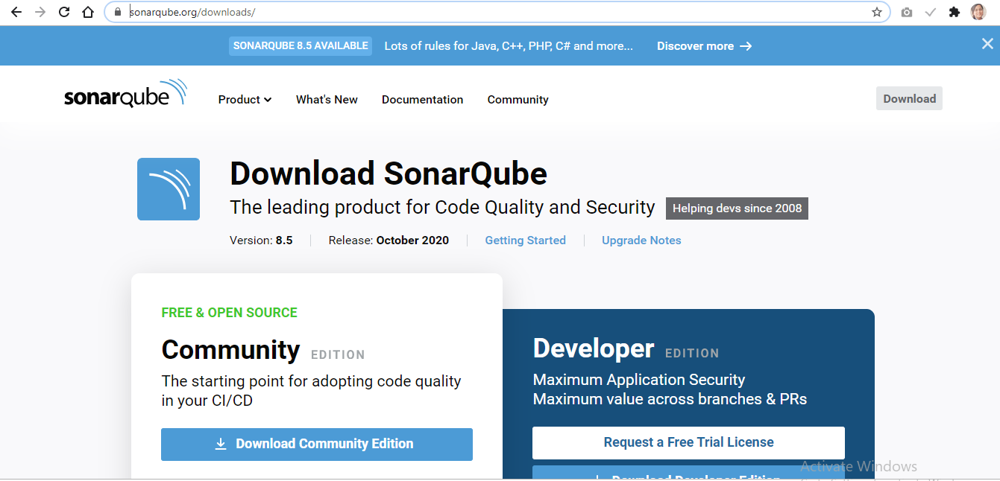 sonarqube.org/downloads/
SONARQUBE 8.5 AVAILABLE Lots of rules for Java, C++, PHP, C# and more... Discover more →
sonarqube Product What's New Documentation Community Download
Download SonarQube
The leading product for Code Quality and Security Helping devs since 2008
Version: 8.5 Release: October 2020 Getting Started Upgrade Notes
FREE & OPEN SOURCE
Community EDITION
The starting point for adopting code quality
in your CI/CD
Download Community Edition
Developer EDITION
Maximum Application Security
Maximum value across branches & PRs
Request a Free Trial License
Download Developer Edition
Activate Windows